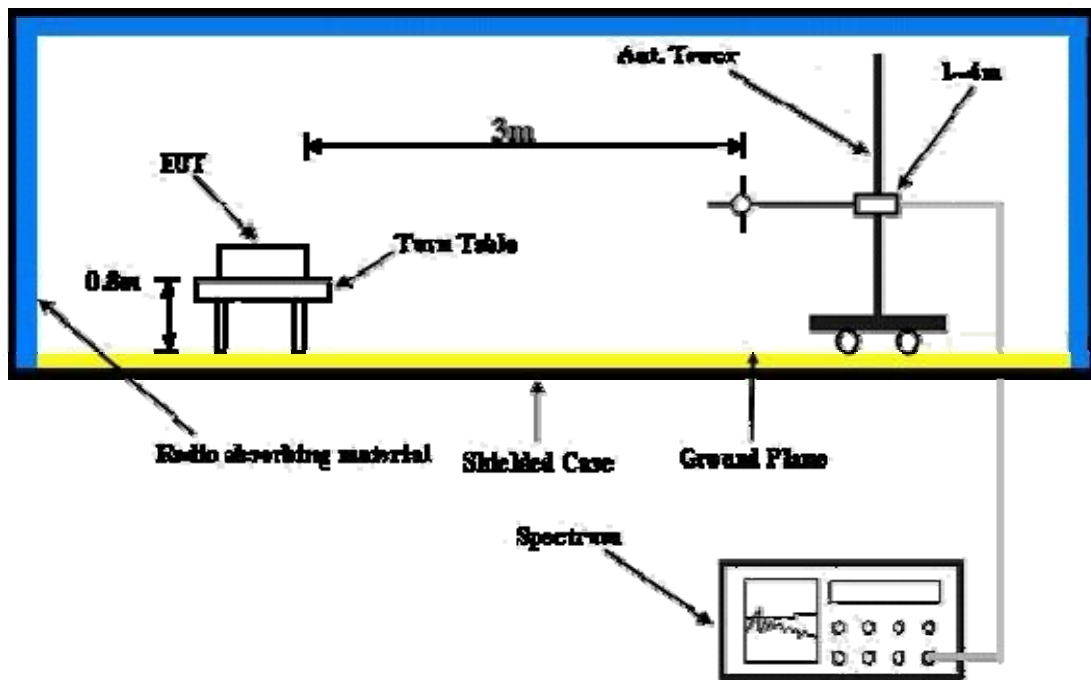 Ant. Tower
1-4m
3m
EUT
Turn Table
0.8m
Radio absorbing material
Shielded Case
Ground Plane
Spectrum